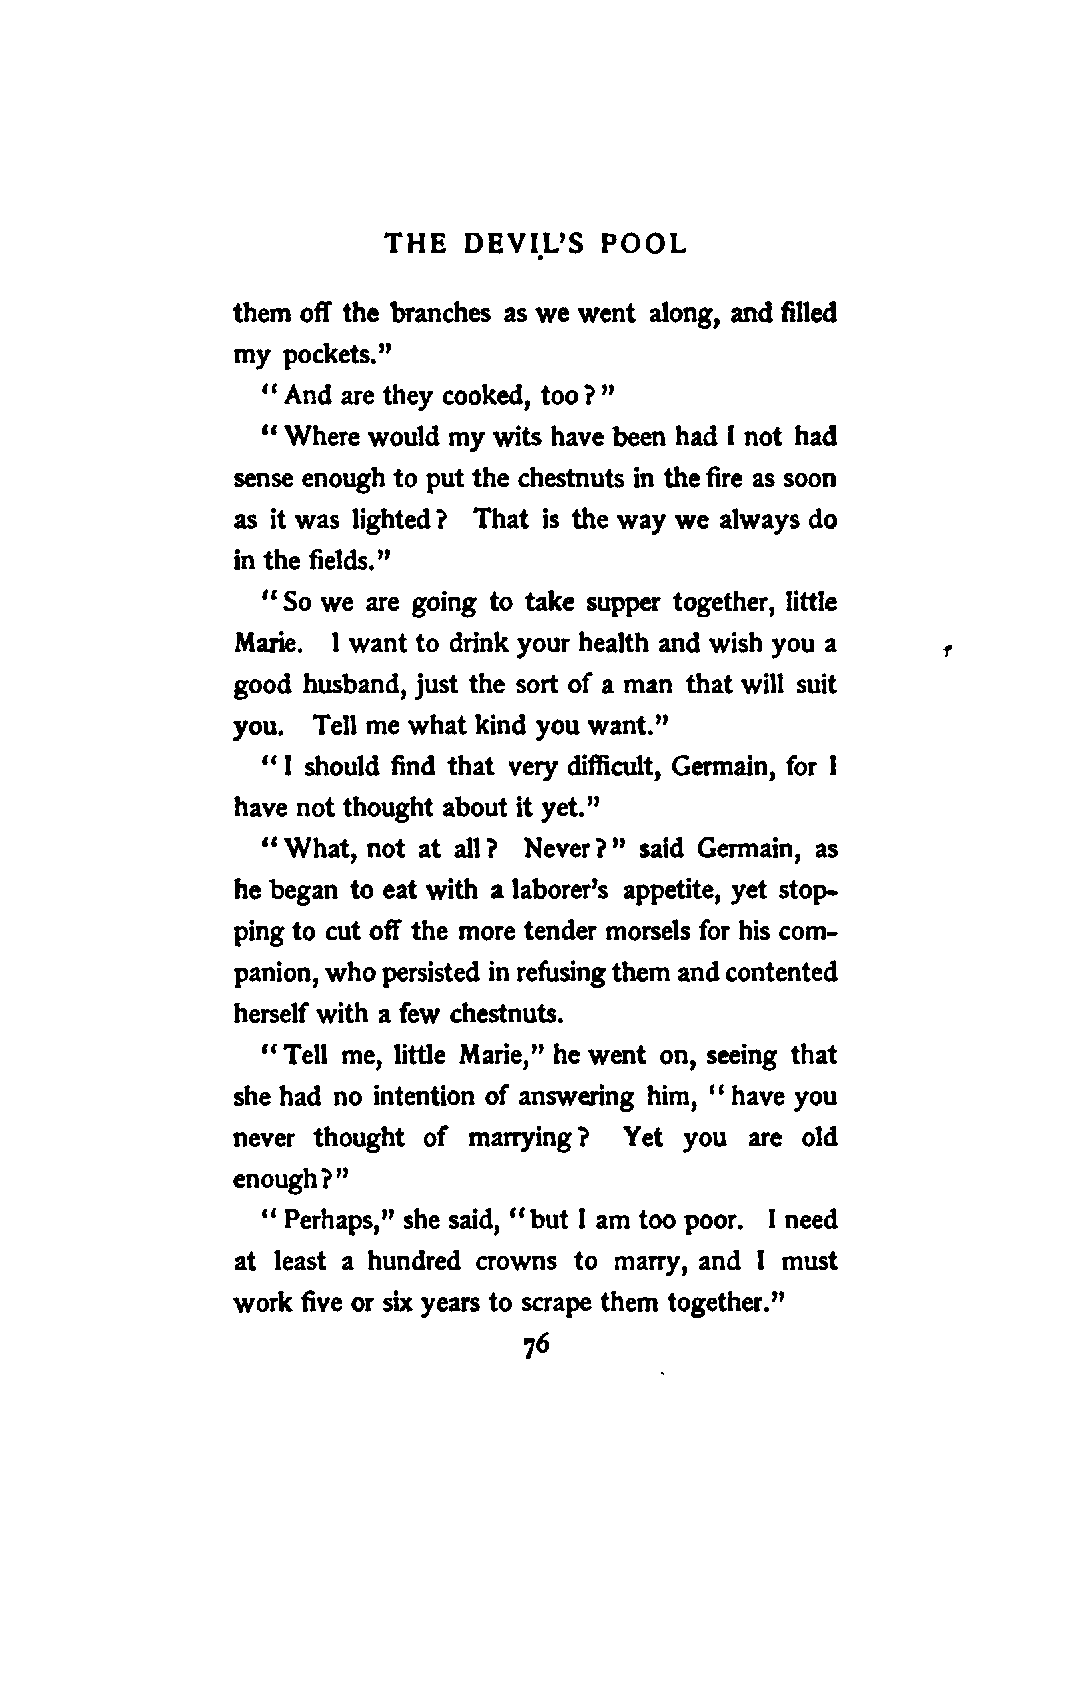 THE DEVIL'S POOL
them off the branches as we went along, and filled
my pockets."
"And are they cooked, too?"
"Where would my wits have been had I not had
sense enough to put the chestnuts in the fire as soon
as it was lighted? That is the way we always do
in the fields."
"So we are going to take supper together, little
Marie. I want to drink your health and wish you a
good husband, just the sort of a man that will suit
you. Tell me what kind you want."
"I should find that very difficult, Germain, for I
have not thought about it yet."
"What, not at all? Never?" said Germain, as
he began to eat with a laborer's appetite, yet stop-
ping to cut off the more tender morsels for his com-
panion, who persisted in refusing them and contented
herself with a few chestnuts.
"Tell me, little Marie," he went on, seeing that
she had no intention of answering him, "have you
never thought of marrying? Yet you are old
enough?"
"Perhaps," she said, "but I am too poor. I need
at least a hundred crowns to marry, and I must
work five or six years to scrape them together."
76